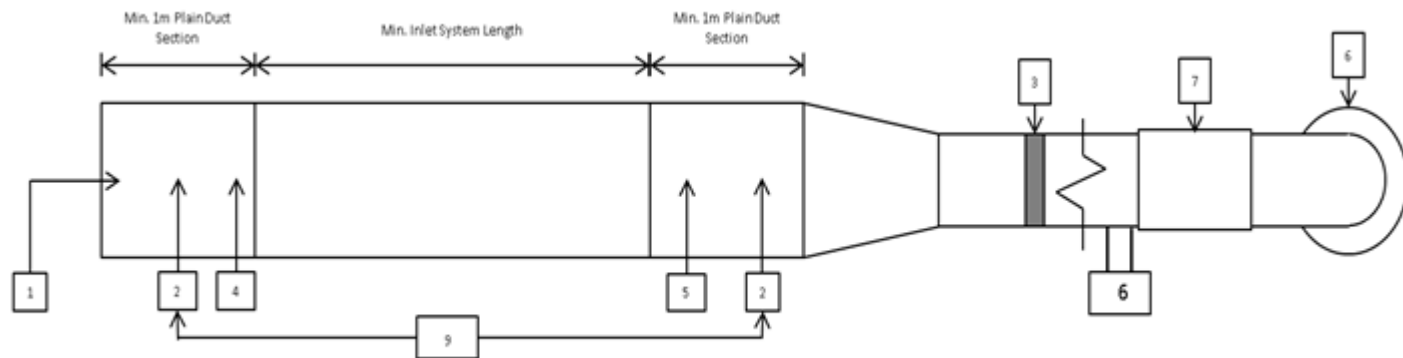 Min. 1m Plain Duct
Section
Min. Inlet System Length
Min. 1m Plain Duct
Section
3
7
6
1
2
4
5
2
6
9